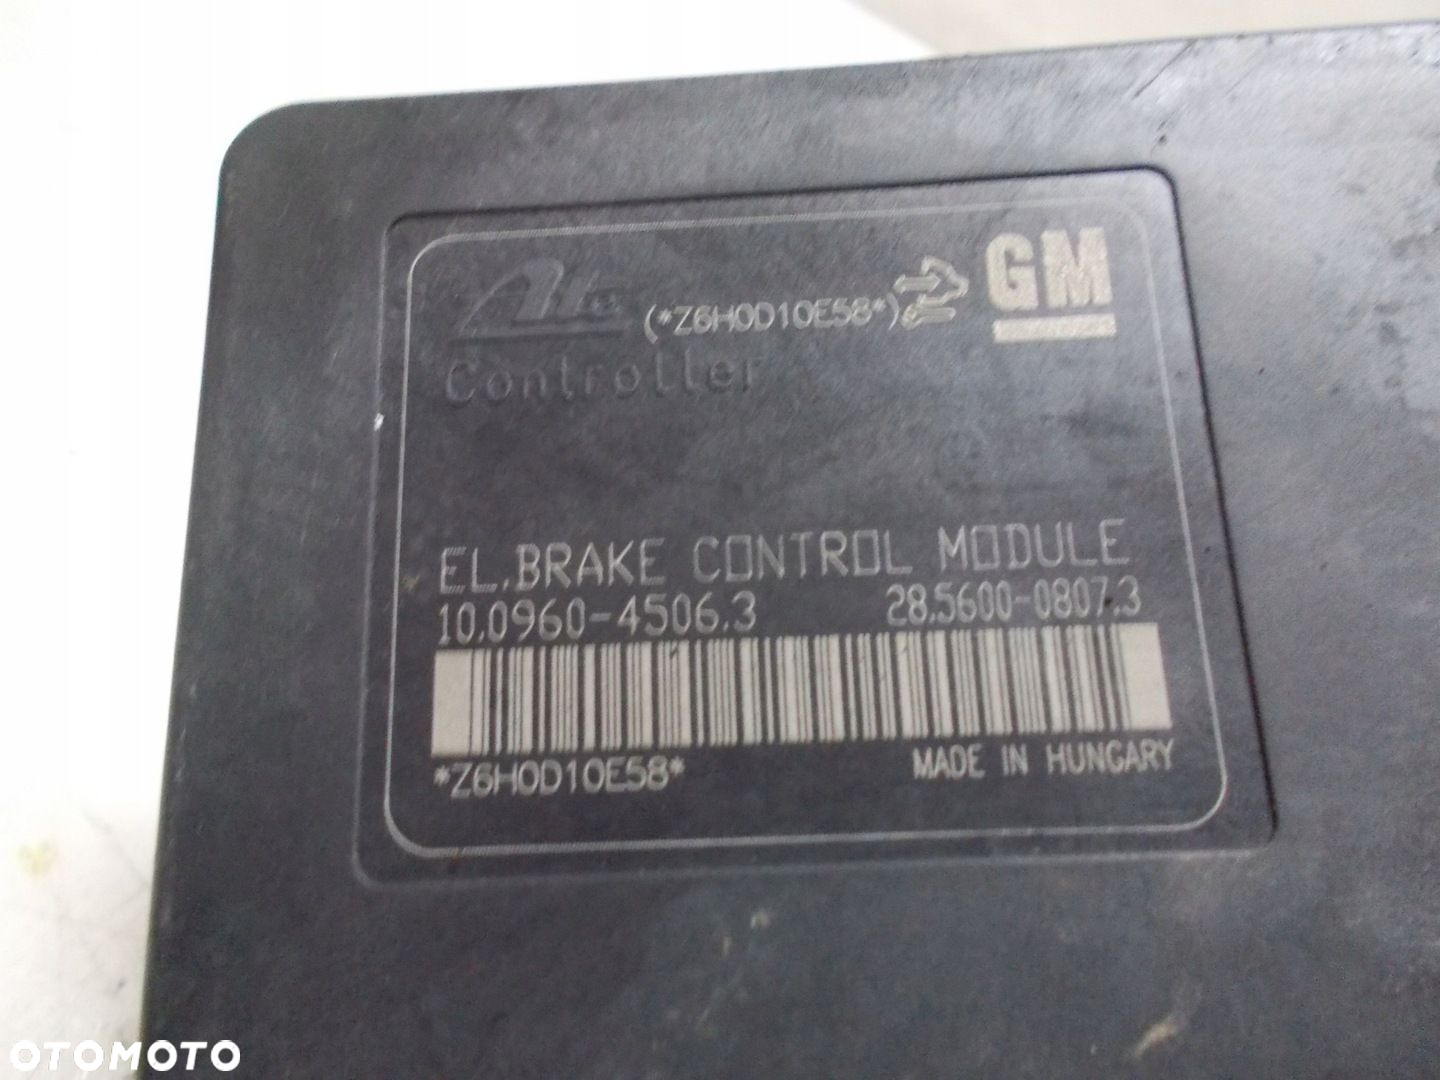 Ate
(*Z6H0D10E58*)
GM
Controller
EL.BRAKE CONTROL MODULE
10.0960-4506.3 28.5600-0807.3
*Z6H0D10E58* MADE IN HUNGARY
OTOMOTO